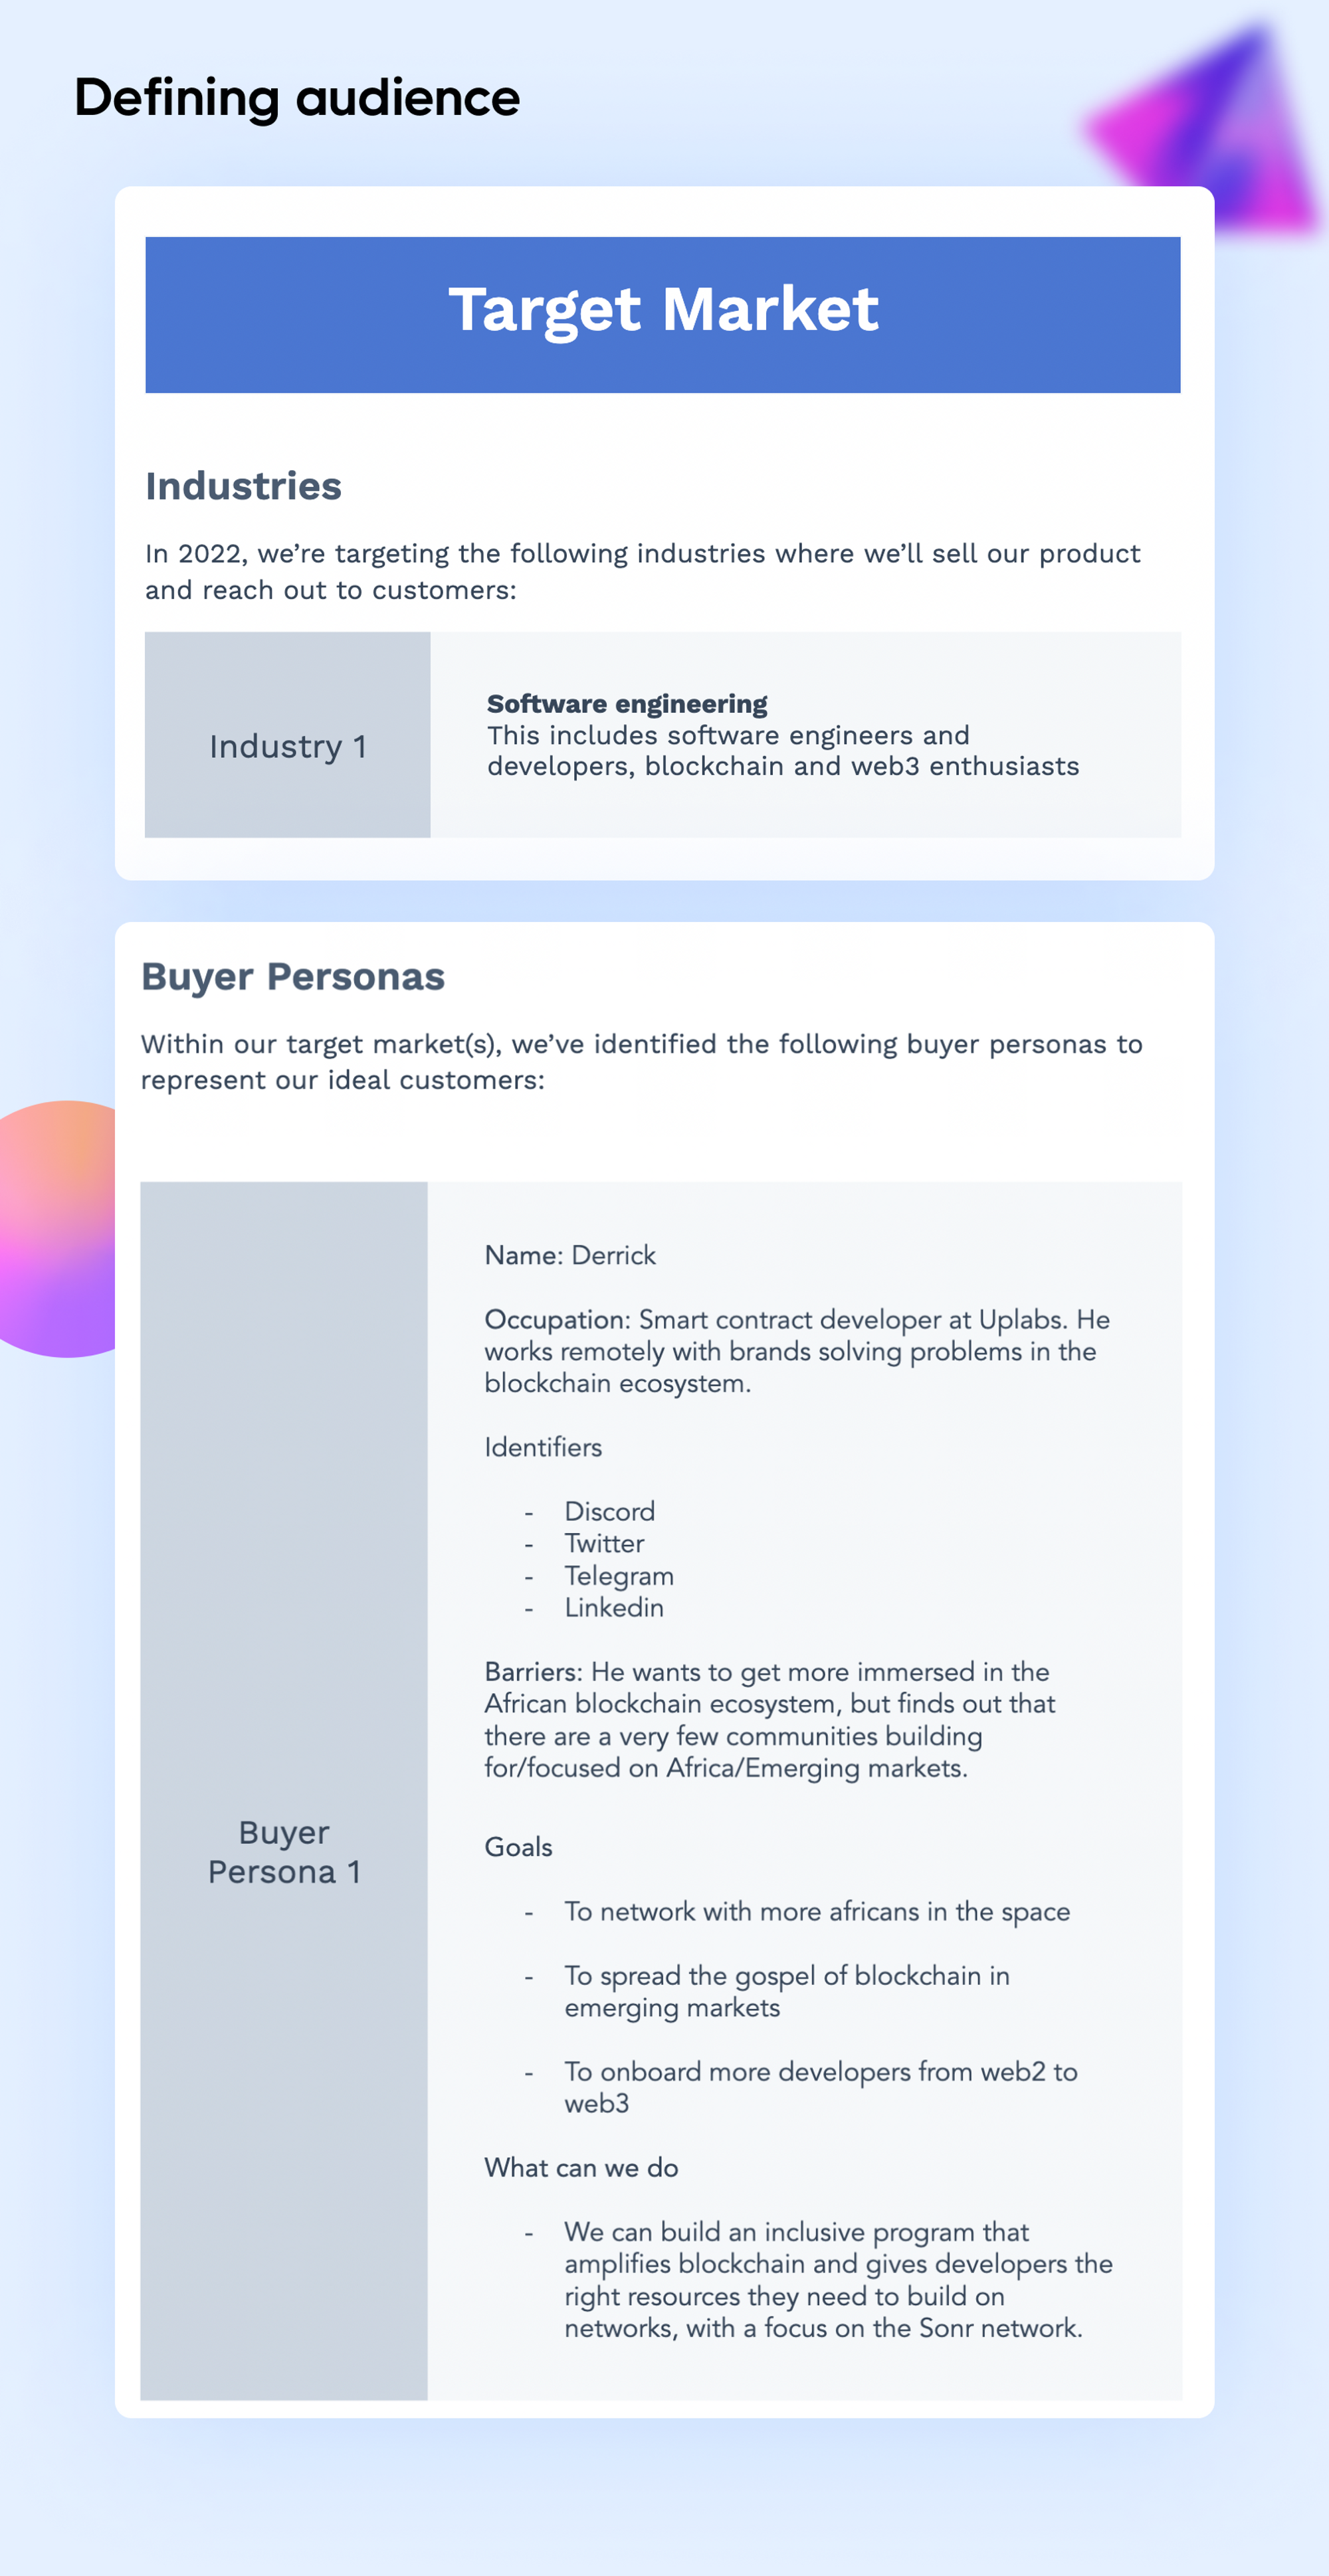 Defining audience
Target Market
Industries
In 2022, we’re targeting the following industries where we’ll sell our product
and reach out to customers:
Industry 1
Software engineering
This includes software engineers and
developers, blockchain and web3 enthusiasts
Buyer Personas
Within our target market(s), we’ve identified the following buyer personas to
represent our ideal customers:
Buyer
Persona 1
Name: Derrick
Occupation: Smart contract developer at Uplabs. He
works remotely with brands solving problems in the
blockchain ecosystem.
Identifiers
- Discord
- Twitter
- Telegram
- Linkedin
Barriers: He wants to get more immersed in the
African blockchain ecosystem, but finds out that
there are a very few communities building
for/focused on Africa/Emerging markets.
Goals
- To network with more africans in the space
- To spread the gospel of blockchain in
emerging markets
- To onboard more developers from web2 to
web3
What can we do
- We can build an inclusive program that
amplifies blockchain and gives developers the
right resources they need to build on
networks, with a focus on the Sonr network.